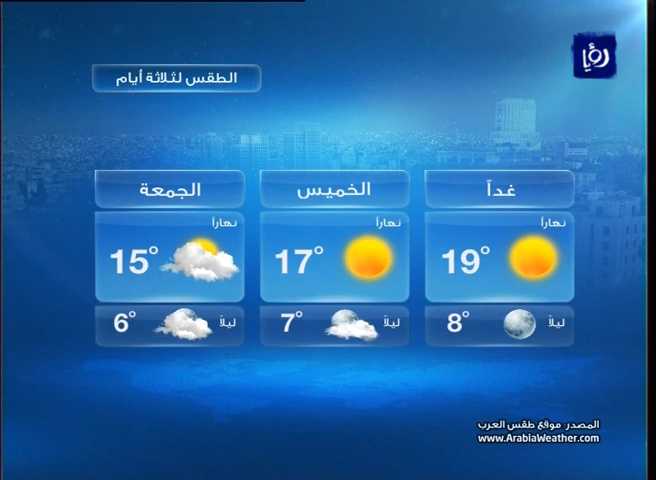 رؤيا
الطقس لثلاثة أيام
غداً
الخميس
الجمعة
نهاراً
19°
نهاراً
17°
نهاراً
15°
ليلاً
8°
ليلاً
7°
ليلاً
6°
المصدر: موقع طقس العرب
www.ArabiaWeather.com